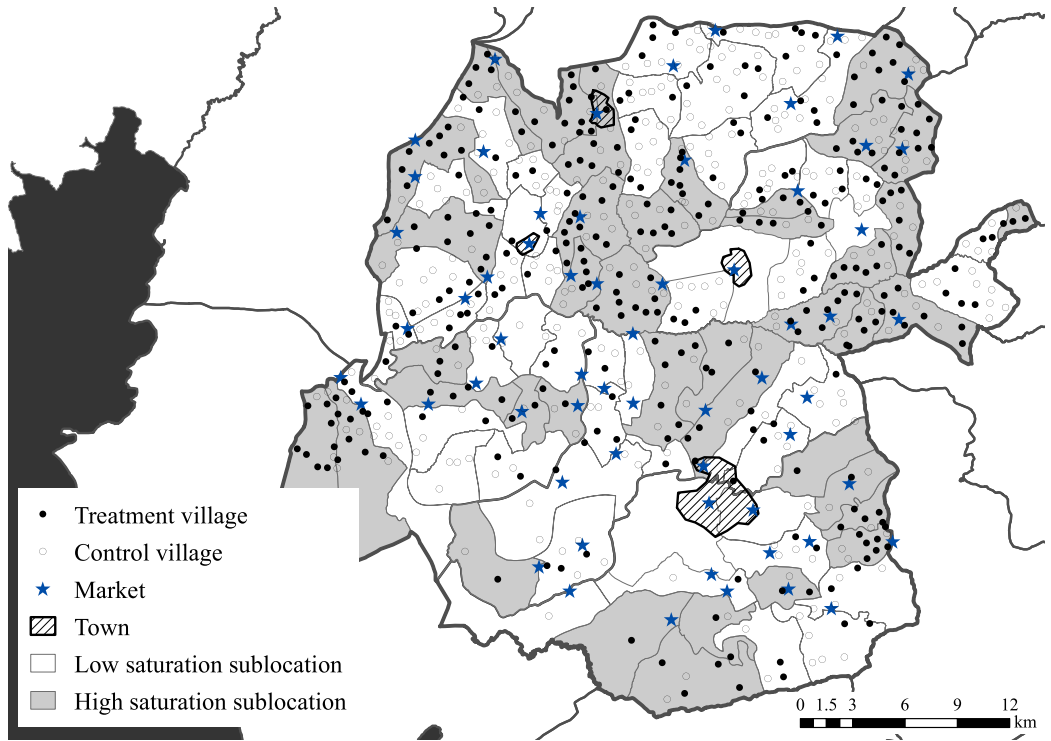 Treatment village
Control village
Market
Town
Low saturation sublocation
High saturation sublocation
0 1.5 3 6 9 12
km